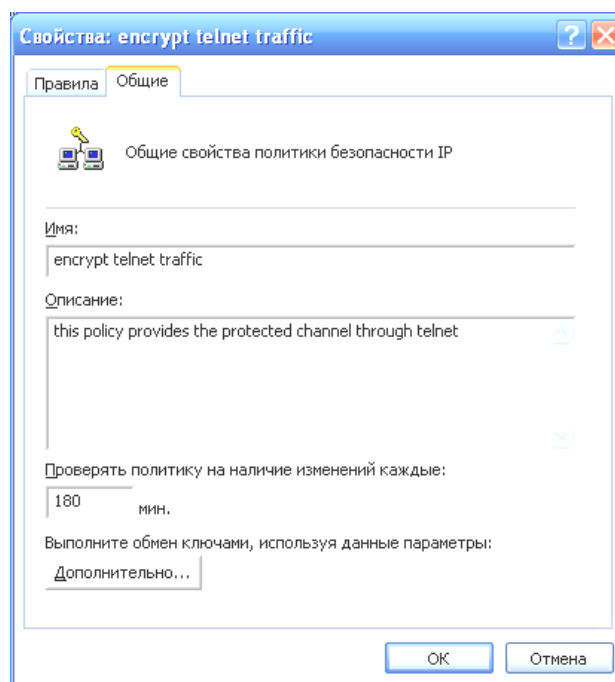 Свойства: encrypt telnet traffic
Правила
Общие
Общие свойства политики безопасности IP
Имя:
encrypt telnet traffic
Описание:
this policy provides the protected channel through telnet
Проверять политику на наличие изменений каждые:
180 мин.
Выполните обмен ключами, используя данные параметры:
Дополнительно...
ОК
Отмена